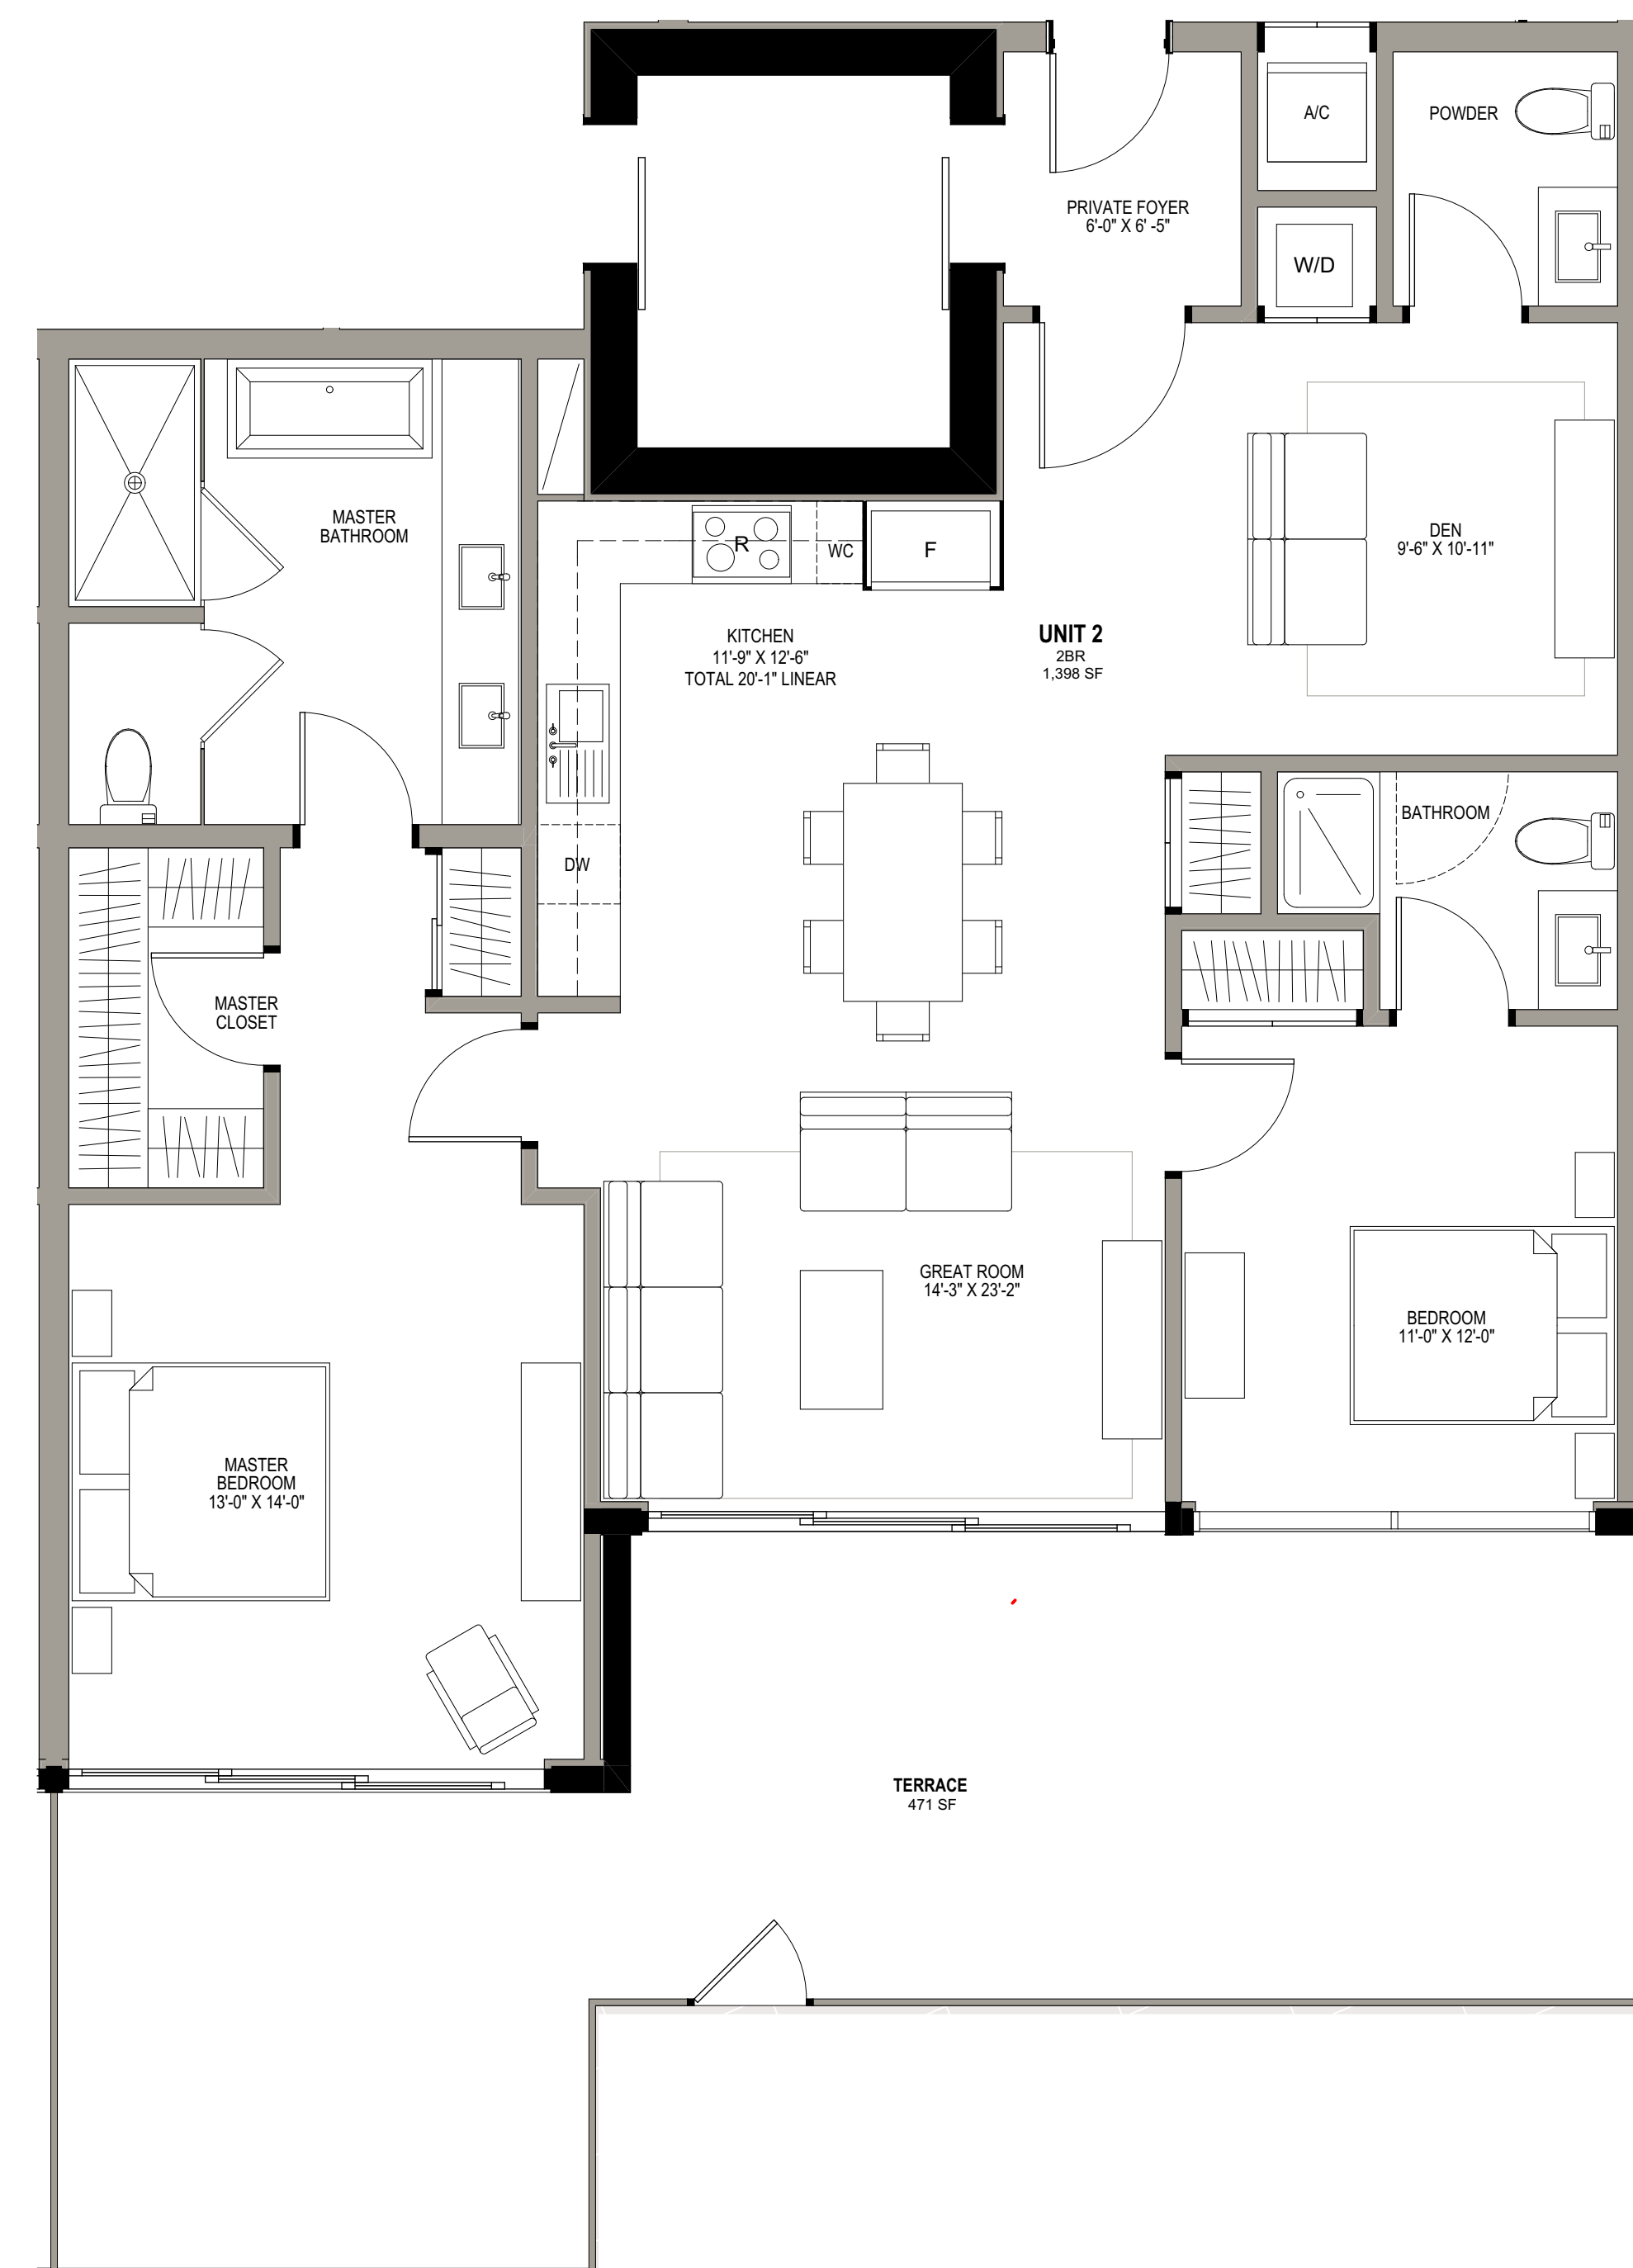 A/C
POWDER
PRIVATE FOYER
6'-0" X 6' -5"
W/D
MASTER
BATHROOM
R
WC
F
DEN
9'-6" X 10'-11"
KITCHEN
11'-9" X 12'-6"
TOTAL 20'-1" LINEAR
UNIT 2
2BR
1,398 SF
BATHROOM
DW
MASTER
CLOSET
GREAT ROOM
14'-3" X 23'-2"
BEDROOM
11'-0" X 12'-0"
MASTER
BEDROOM
13'-0" X 14'-0"
TERRACE
471 SF